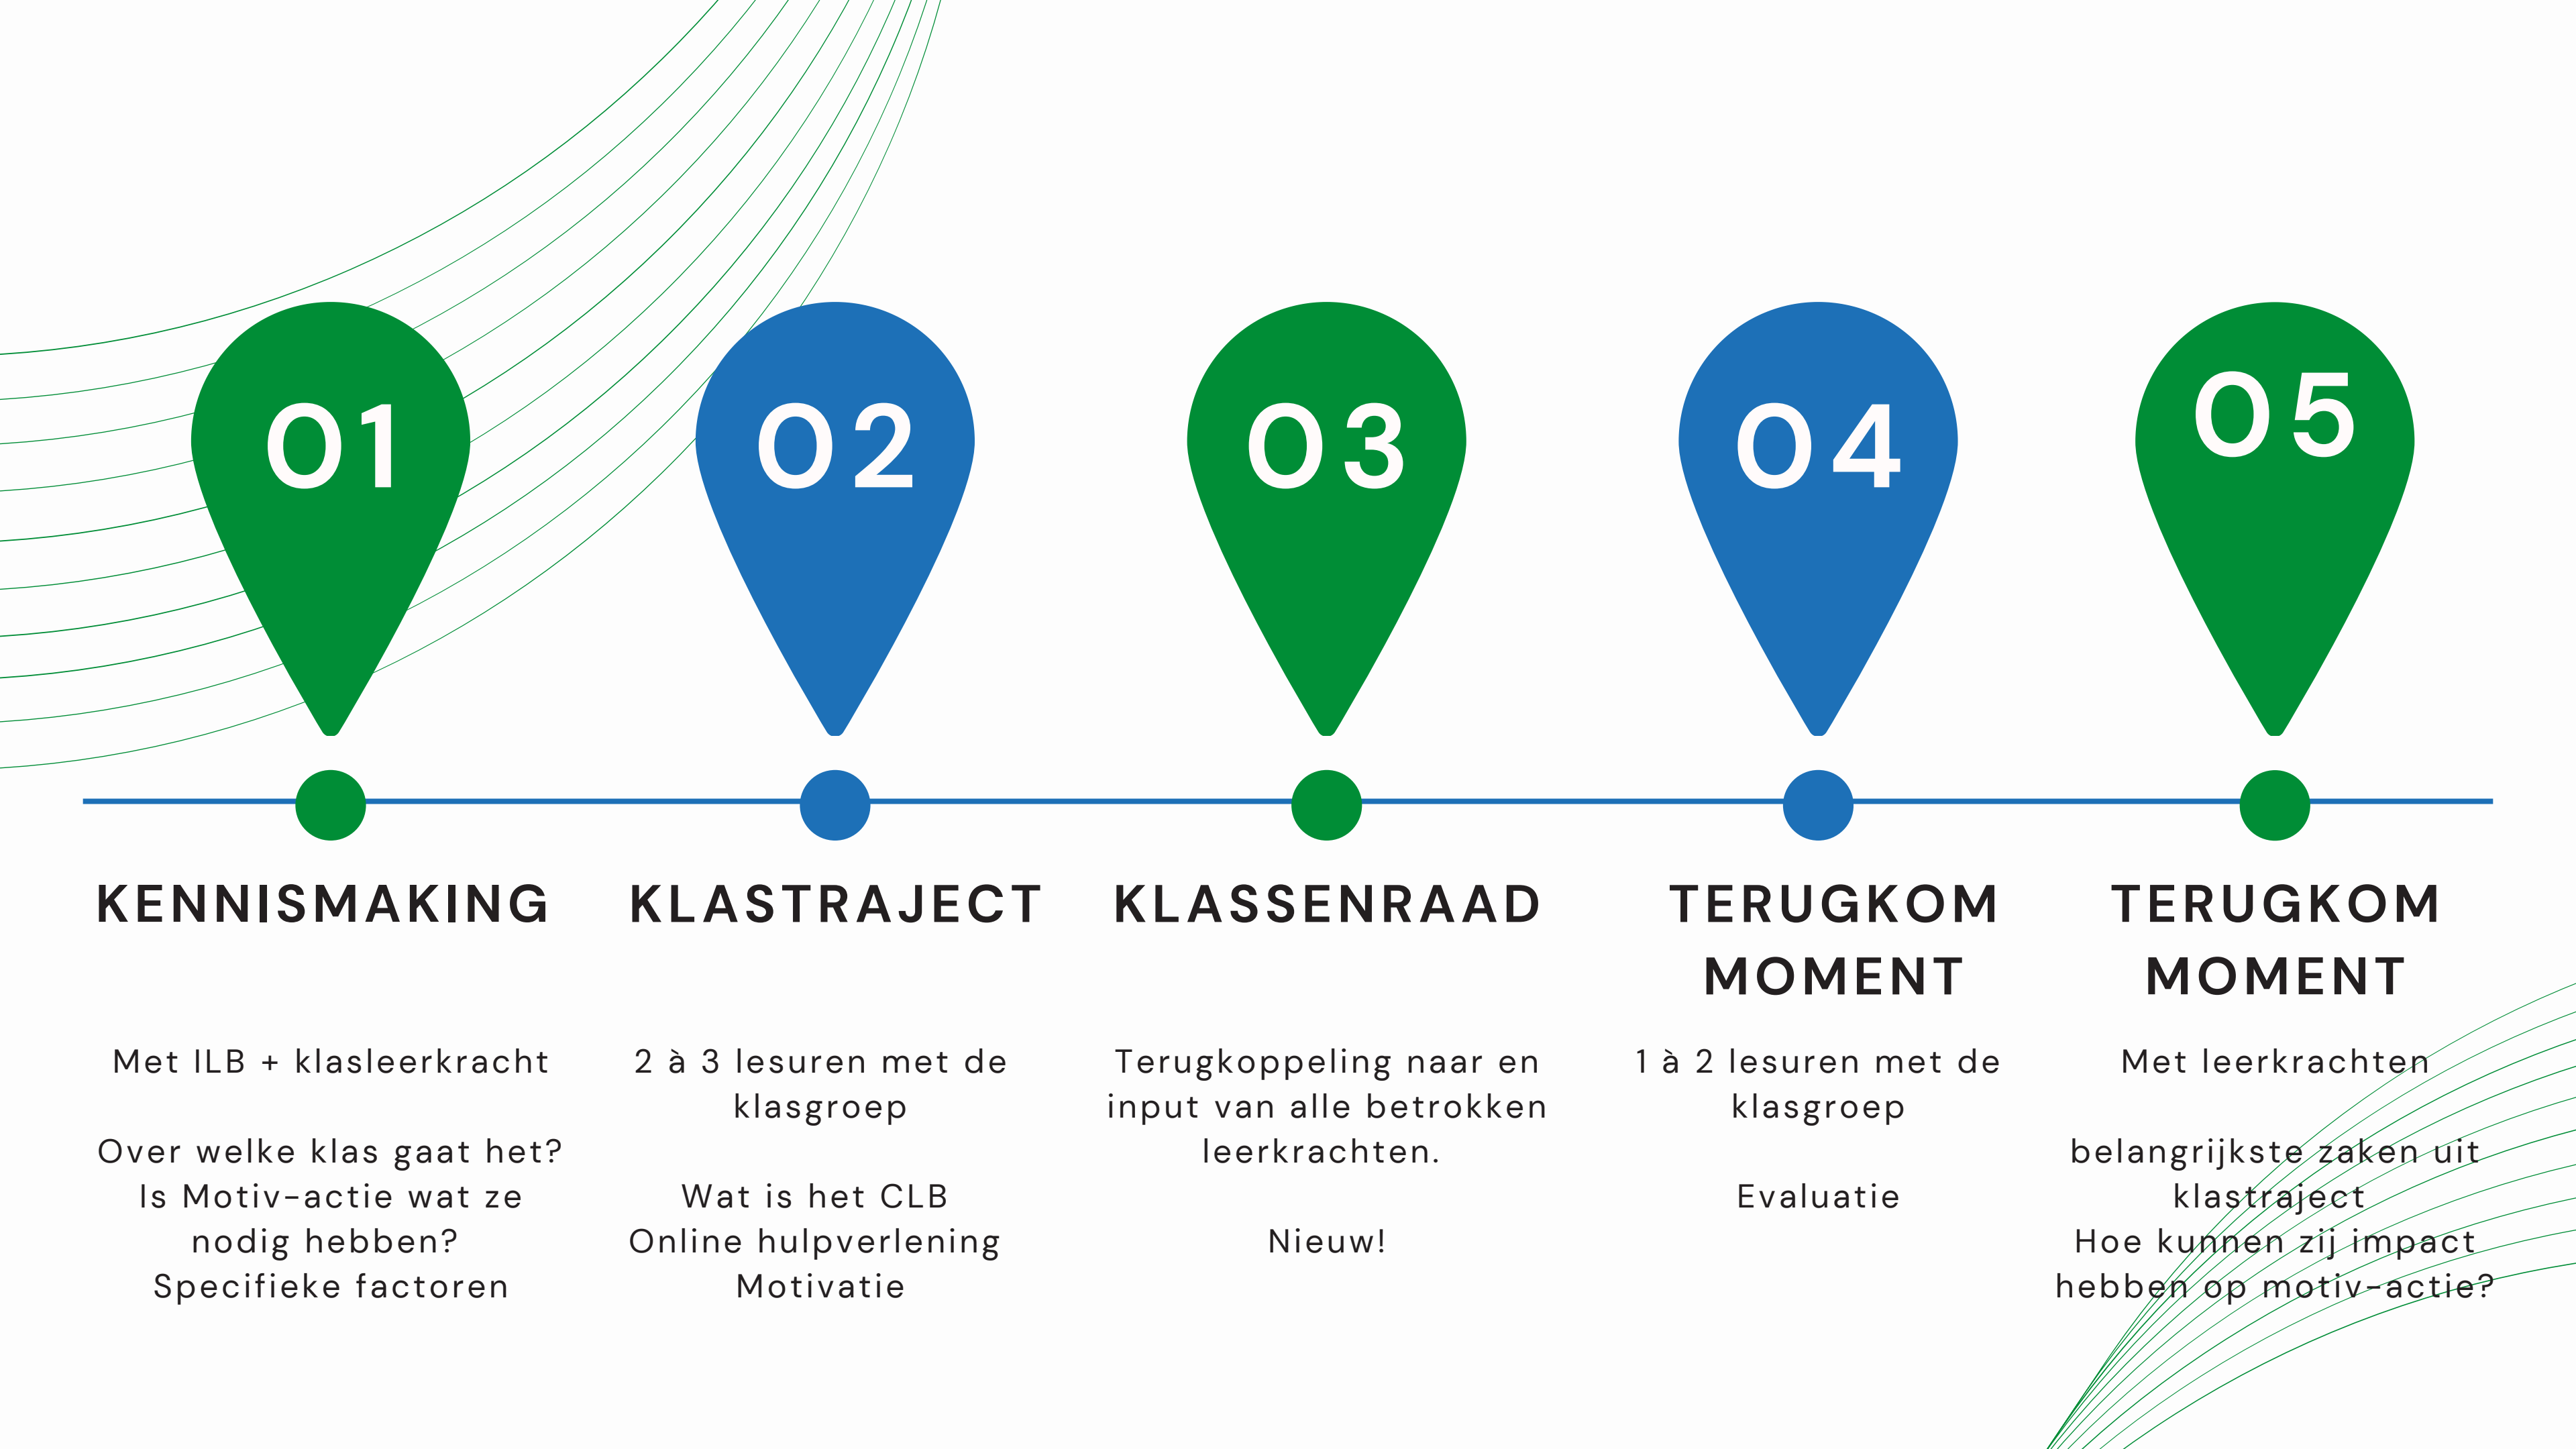 01
02
03
04
05
KENNISMAKING
Met ILB + klasleerkracht
Over welke klas gaat het?
Is Motiv-actie wat ze
nodig hebben?
Specifieke factoren
KLASTRAJECT
2 à 3 lesuren met de
klasgroep
Wat is het CLB
Online hulpverlening
Motivatie
KLASSENRAAD
Terugkoppeling naar en
input van alle betrokken
leerkrachten.
Nieuw!
TERUGKOM
MOMENT
1 à 2 lesuren met de
klasgroep
Evaluatie
TERUGKOM
MOMENT
Met leerkrachten
belangrijkste zaken uit
klastraject
Hoe kunnen zij impact
hebben op motiv-actie?